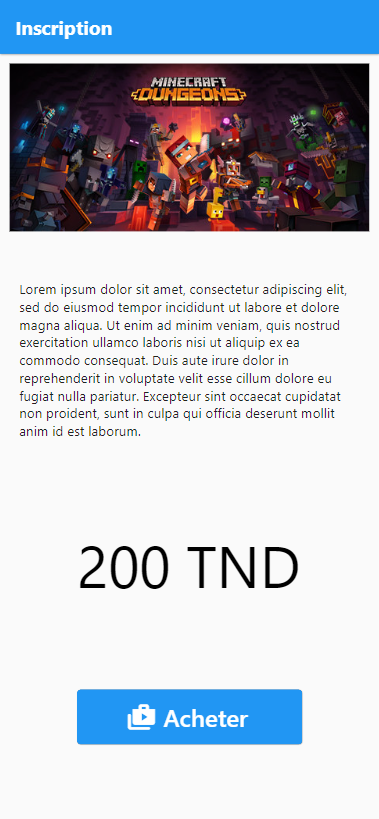 Inscription
MINECRAFT
DUNGEONS
Lorem ipsum dolor sit amet, consectetur adipiscing elit,
sed do eiusmod tempor incididunt ut labore et dolore
magna aliqua. Ut enim ad minim veniam, quis nostrud
exercitation ullamco laboris nisi ut aliquip ex ea
commodo consequat. Duis aute irure dolor in
reprehenderit in voluptate velit esse cillum dolore eu
fugiat nulla pariatur. Excepteur sint occaecat cupidatat
non proident, sunt in culpa qui officia deserunt mollit
anim id est laborum.
200 TND
Acheter